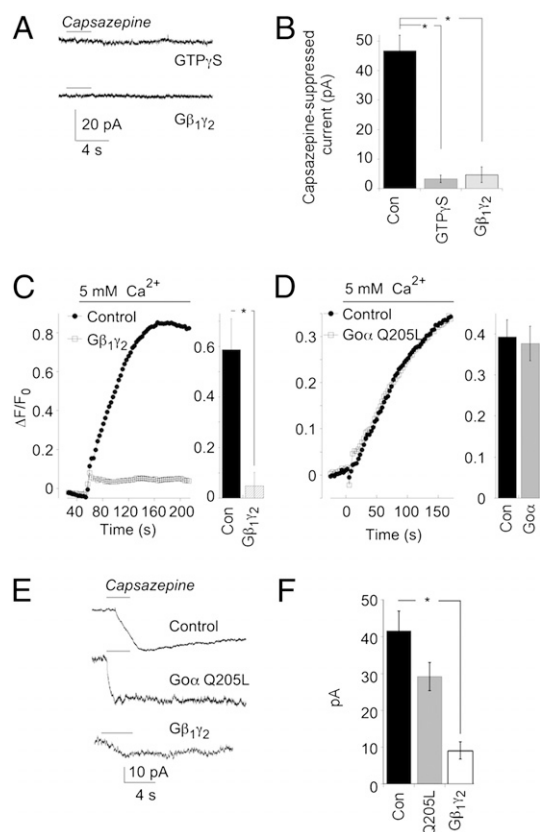 A
Capsazepine
GTPγS
Gβ1γ2
20 pA
4 s
B
Capsazepine-suppressed
current (pA)
50
40
30
20
10
0
* *
Con
GTPγS
Gβ1γ2
C
5 mM Ca2+
Control
Gβ1γ2
ΔF/F0
0.8
0.6
0.4
0.2
0
50 100 150 200
Time (s)
*
0.6
0.4
0.2
0
Con
Gβ1γ2
D
5 mM Ca2+
Control
Goα Q205L
0.3
0.2
0.1
0
0 50 100 150
Time (s)
0.4
0.3
0.2
0.1
0
Con
Goα
E
Capsazepine
Control
Goα Q205L
Gβ1γ2
10 pA
4 s
F
pA
50
40
30
20
10
0
*
Con
Q205L
Gβ1γ2